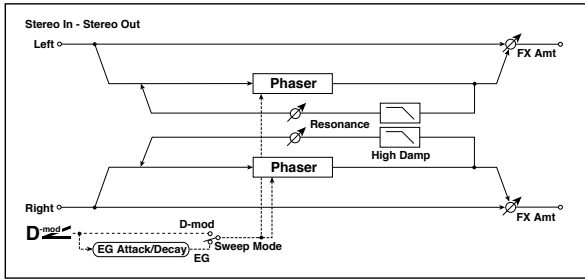 Stereo In - Stereo Out
Left
FX Amt
Phaser
Resonance
High Damp
Phaser
Right
FX Amt
D-mod
D-mod
EG Attack/Decay
Sweep Mode
EG